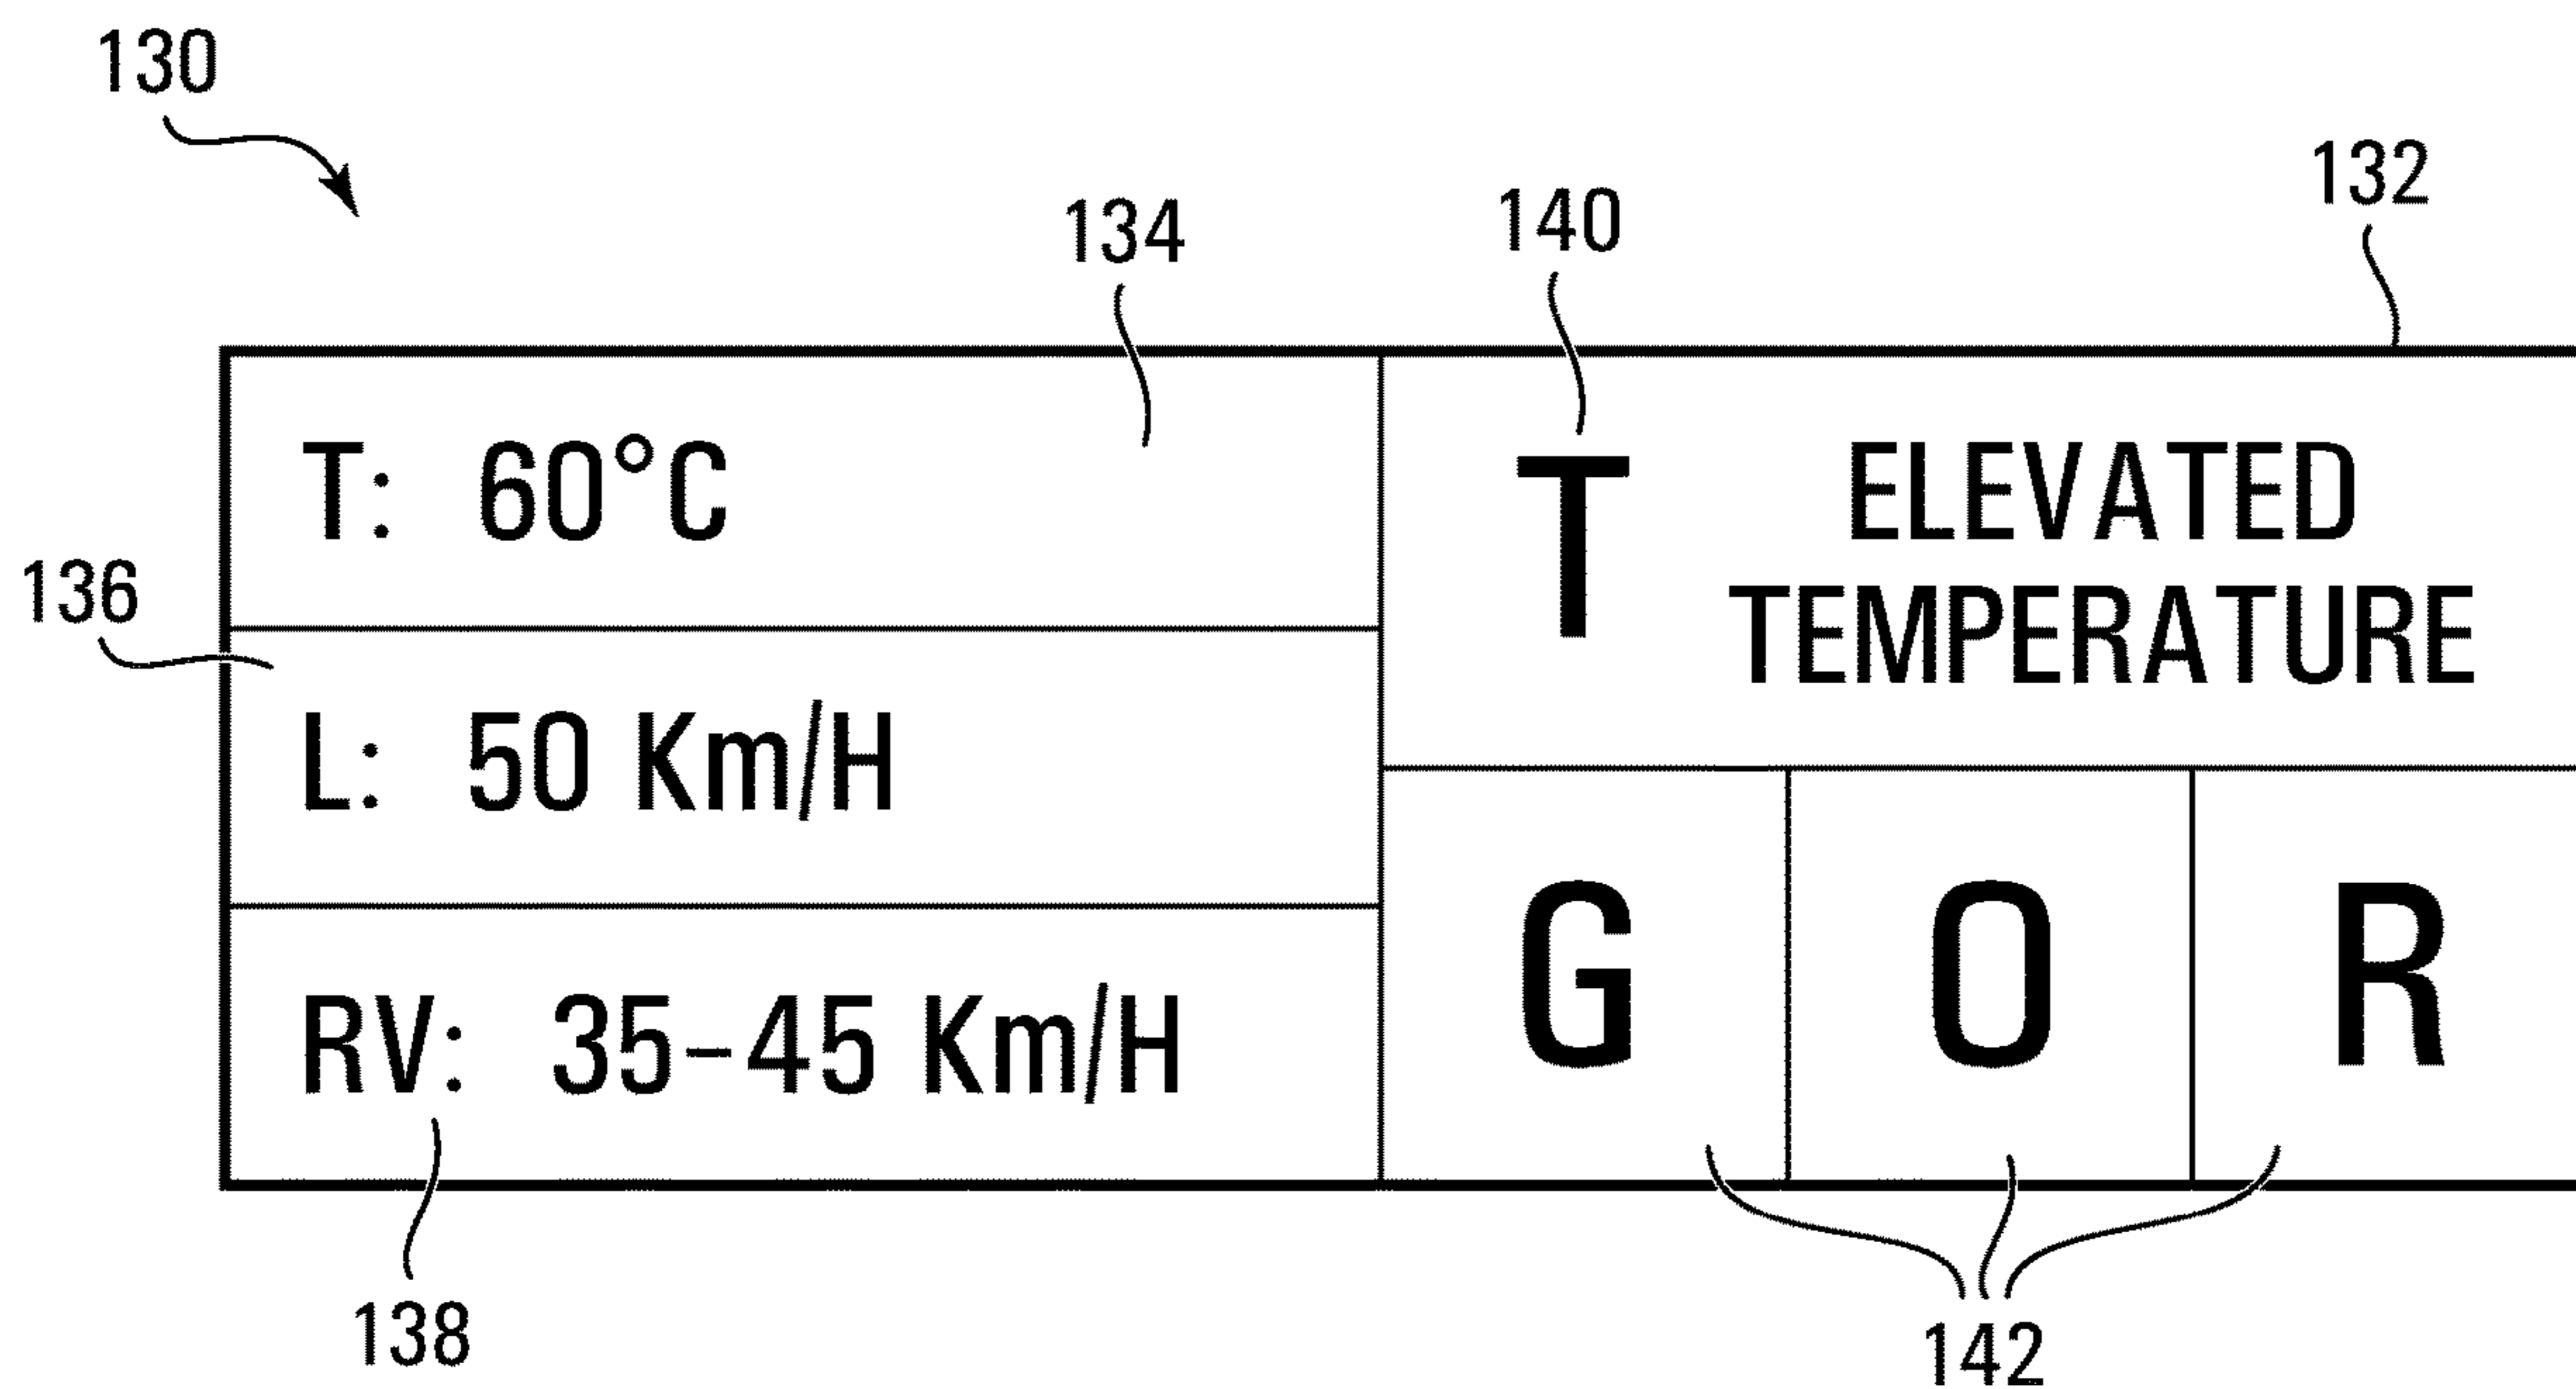 130
132
134
140
T: 60°C
T
ELEVATED
TEMPERATURE
136
L: 50 Km/H
RV: 35-45 Km/H
G
O
R
138
142